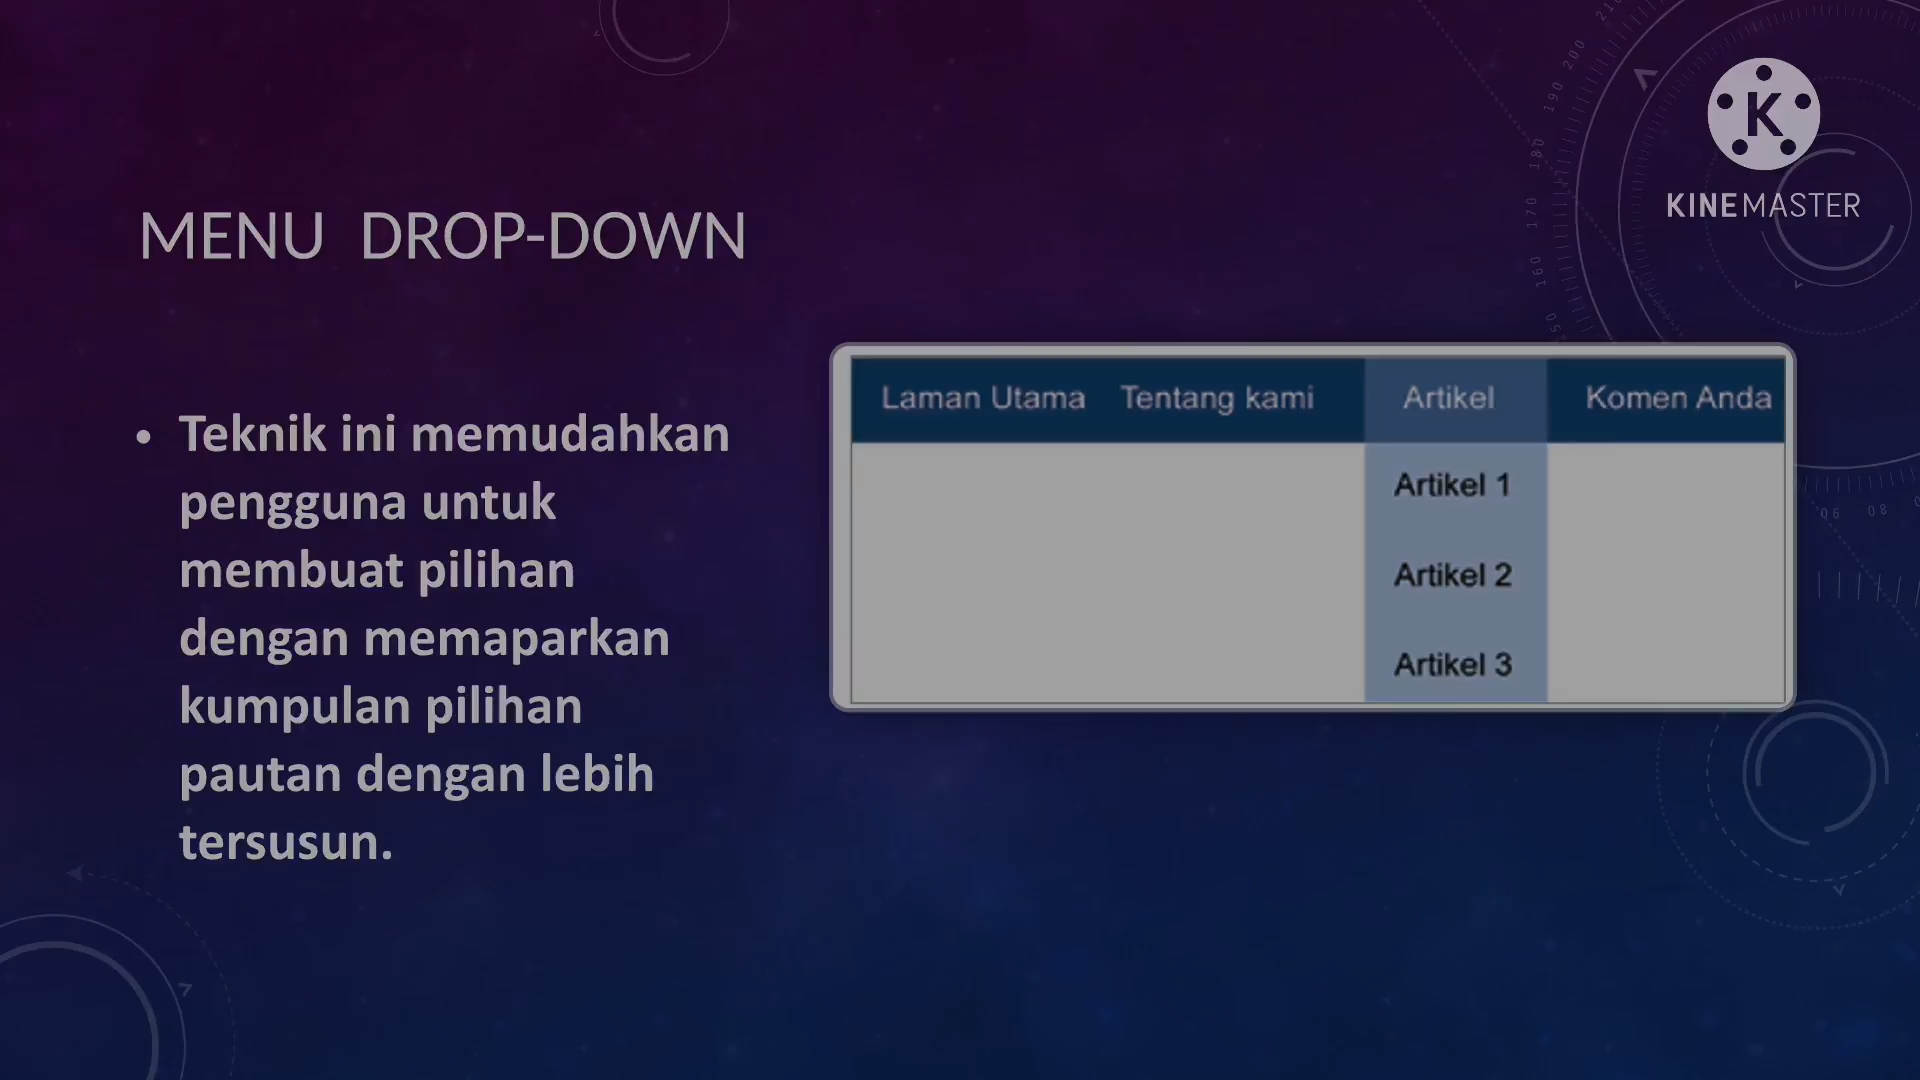 KINEMASTER
MENU DROP-DOWN
• Teknik ini memudahkan
pengguna untuk
membuat pilihan
dengan memaparkan
kumpulan pilihan
pautan dengan lebih
tersusun.
Laman Utama Tentang kami Artikel Komen Anda
Artikel 1
Artikel 2
Artikel 3